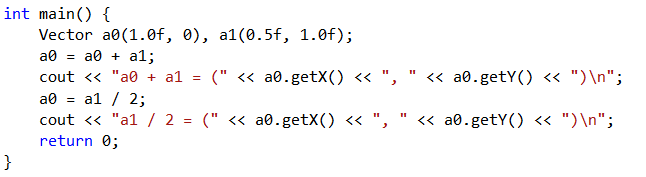 int main() {
    Vector a0(1.0f, 0), a1(0.5f, 1.0f);
    a0 = a0 + a1;
    cout << "a0 + a1 = (" << a0.getX() << ", " << a0.getY() << ")\n";
    a0 = a1 / 2;
    cout << "a1 / 2 = (" << a0.getX() << ", " << a0.getY() << ")\n";
    return 0;
}